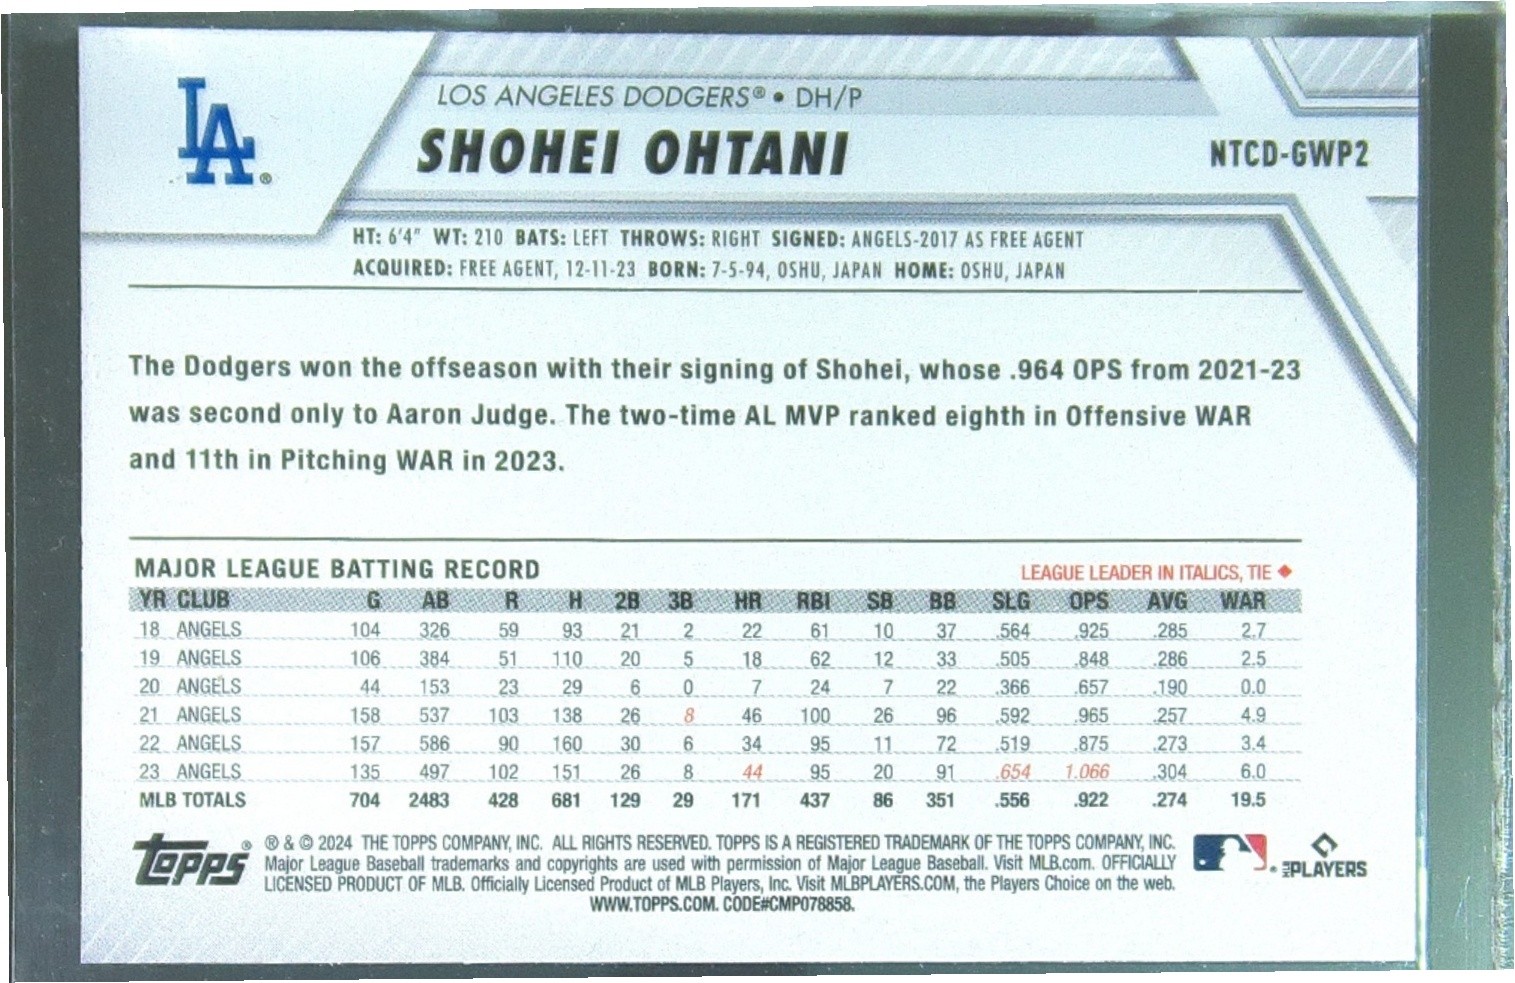 LA®
LOS ANGELES DODGERS® • DH/P
SHOHEI OHTANI
NTCD-GWP2
HT: 6'4" WT: 210 BATS: LEFT THROWS: RIGHT SIGNED: ANGELS-2017 AS FREE AGENT
ACQUIRED: FREE AGENT, 12-11-23 BORN: 7-5-94, OSHU, JAPAN HOME: OSHU, JAPAN
The Dodgers won the offseason with their signing of Shohei, whose .964 OPS from 2021-23
was second only to Aaron Judge. The two-time AL MVP ranked eighth in Offensive WAR
and 11th in Pitching WAR in 2023.
MAJOR LEAGUE BATTING RECORD LEAGUE LEADER IN ITALICS, TIE ◆
YR CLUB G AB R H 2B 3B HR RBI SB BB SLG OPS AVG WAR
18 ANGELS 104 326 59 93 21 2 22 61 10 37 .564 .925 .285 2.7
19 ANGELS 106 384 51 110 20 5 18 62 12 33 .505 .848 .286 2.5
20 ANGELS 44 153 23 29 6 0 7 24 7 22 .366 .657 .190 0.0
21 ANGELS 158 537 103 138 26 8 46 100 26 96 .592 .965 .257 4.9
22 ANGELS 157 586 90 160 30 6 34 95 11 72 .519 .875 .273 3.4
23 ANGELS 135 497 102 151 26 8 44 95 20 91 .654 1.066 .304 6.0
MLB TOTALS 704 2483 428 681 129 29 171 437 86 351 .556 .922 .274 19.5
topps®
® & © 2024 THE TOPPS COMPANY, INC. ALL RIGHTS RESERVED. TOPPS IS A REGISTERED TRADEMARK OF THE TOPPS COMPANY, INC.
Major League Baseball trademarks and copyrights are used with permission of Major League Baseball. Visit MLB.com. OFFICIALLY
LICENSED PRODUCT OF MLB. Officially Licensed Product of MLB Players, Inc. Visit MLBPLAYERS.COM, the Players Choice on the web.
WWW.TOPPS.COM. CODE#CMP078858.
MLB PLAYERS